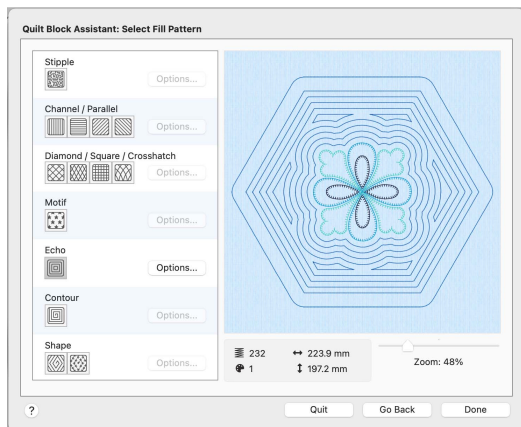 Quilt Block Assistant: Select Fill Pattern
Stipple
Options...
Channel / Parallel
Options...
Diamond / Square / Crosshatch
Options...
Motif
Options...
Echo
Options...
Contour
Options...
Shape
Options...
232
223.9 mm
1
197.2 mm
Zoom: 48%
?
Quit
Go Back
Done